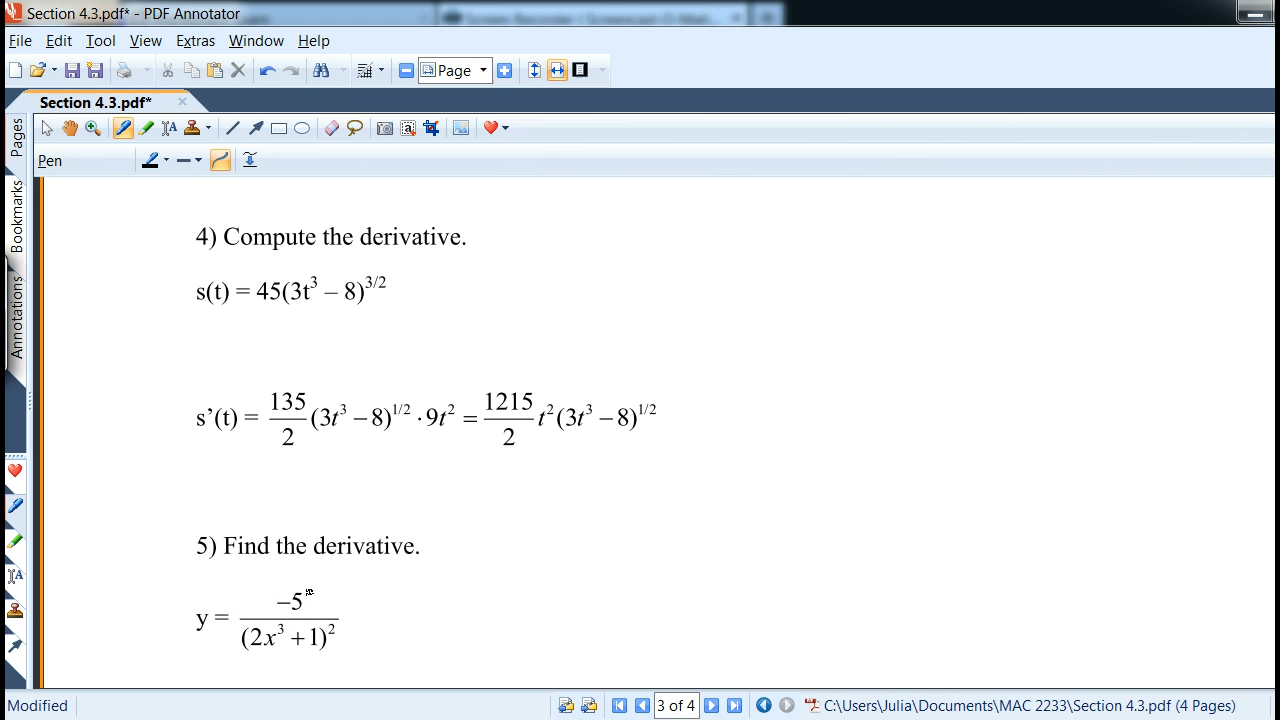 Section 4.3.pdf* - PDF Annotator
File Edit Tool View Extras Window Help
Page
Section 4.3.pdf*
Pen
Pages
Bookmarks
Annotations
4) Compute the derivative.
s(t) = 45(3t³ – 8)^3/2
s’(t) = 135/2 (3t³ − 8)^1/2 · 9t² = 1215/2 t² (3t³ − 8)^1/2
5) Find the derivative.
y = −5/(2x³ + 1)²
Modified
3 of 4
C:\Users\Julia\Documents\MAC 2233\Section 4.3.pdf (4 Pages)